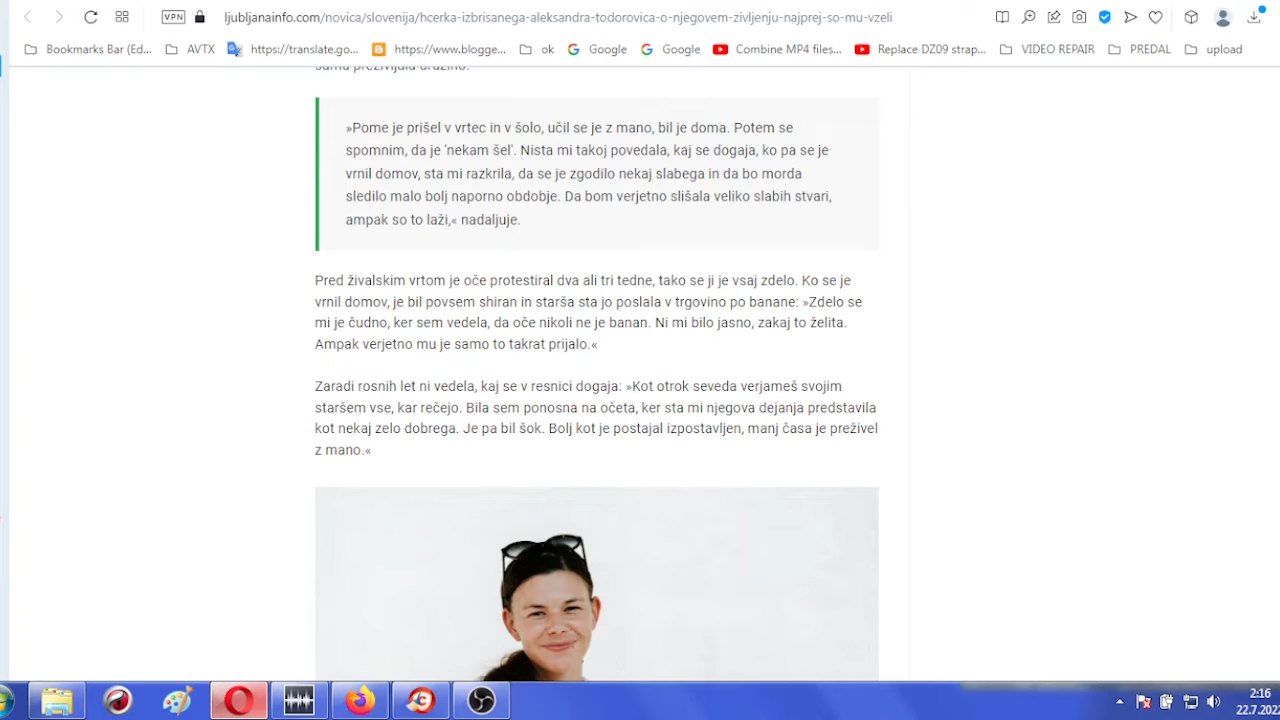 VPN
ljubljanainfo.com/novica/slovenija/hcerka-izbrisanega-aleksandra-todorovica-o-njegovem-zivljenju-najprej-so-mu-vzeli
Bookmarks Bar (Ed... AVTX https://translate.go... https://www.blogge... ok Google Google Combine MP4 files... Replace DZ09 strap... VIDEO REPAIR PREDAL upload
»Pome je prišel v vrtec in v šolo, učil se je z mano, bil je doma. Potem se
spomnim, da je 'nekam šel'. Nista mi takoj povedala, kaj se dogaja, ko pa se je
vrnil domov, sta mi razkrila, da se je zgodilo nekaj slabega in da bo morda
sledilo malo bolj naporno obdobje. Da bom verjetno slišala veliko slabih stvari,
ampak so to laži,« nadaljuje.
Pred živalskim vrtom je oče protestiral dva ali tri tedne, tako se ji je vsaj zdelo. Ko se je
vrnil domov, je bil povsem shiran in starša sta jo poslala v trgovino po banane: »Zdelo se
mi je čudno, ker sem vedela, da oče nikoli ne je banan. Ni mi bilo jasno, zakaj to želita.
Ampak verjetno mu je samo to takrat prijalo.«
Zaradi rosnih let ni vedela, kaj se v resnici dogaja: »Kot otrok seveda verjameš svojim
staršem vse, kar rečejo. Bila sem ponosna na očeta, ker sta mi njegova dejanja predstavila
kot nekaj zelo dobrega. Je pa bil šok. Bolj kot je postajal izpostavljen, manj časa je preživel
z mano.«
2:16
22.7.202